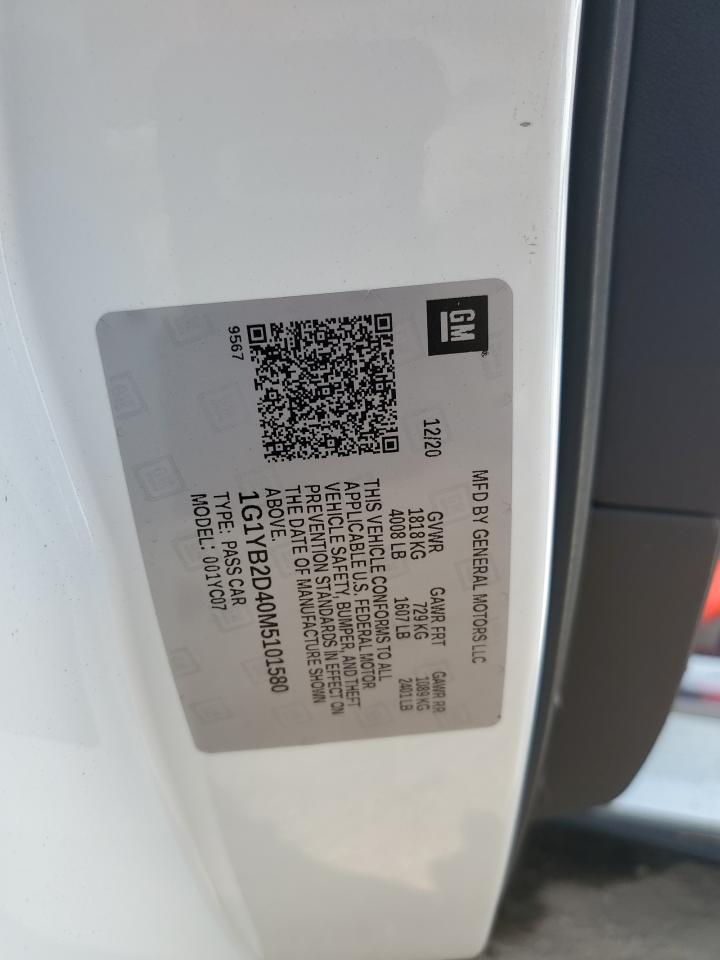 GM
MFD BY GENERAL MOTORS LLC
12/20
GVWR GAWR FRT GAWR RR
1818 KG 729 KG 1089 KG
4008 LB 1607 LB 2401 LB
THIS VEHICLE CONFORMS TO ALL
APPLICABLE U.S. FEDERAL MOTOR
VEHICLE SAFETY, BUMPER, AND THEFT
PREVENTION STANDARDS IN EFFECT ON
THE DATE OF MANUFACTURE SHOWN
ABOVE.
1G1YB2D40M5101580
TYPE: PASS CAR
MODEL: 001YC07
9567